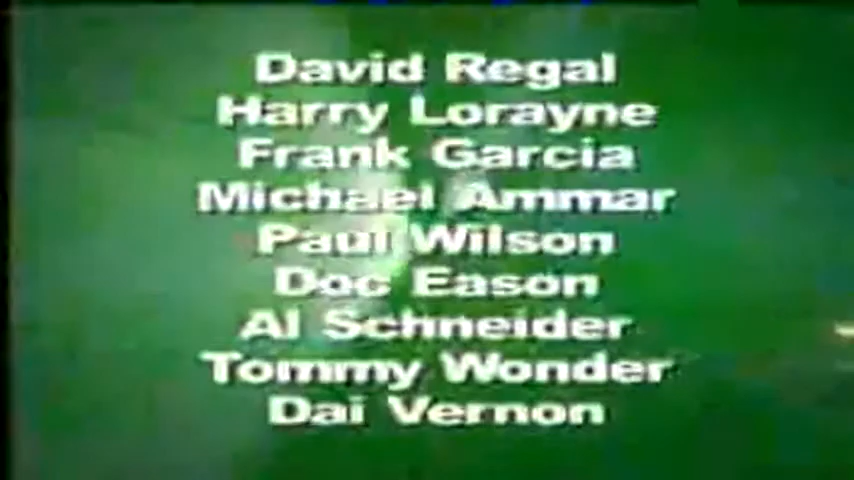 David Regal
Harry Lorayne
Frank Garcia
Michael Ammar
Paul Wilson
Doc Eason
Al Schneider
Tommy Wonder
Dai Vernon